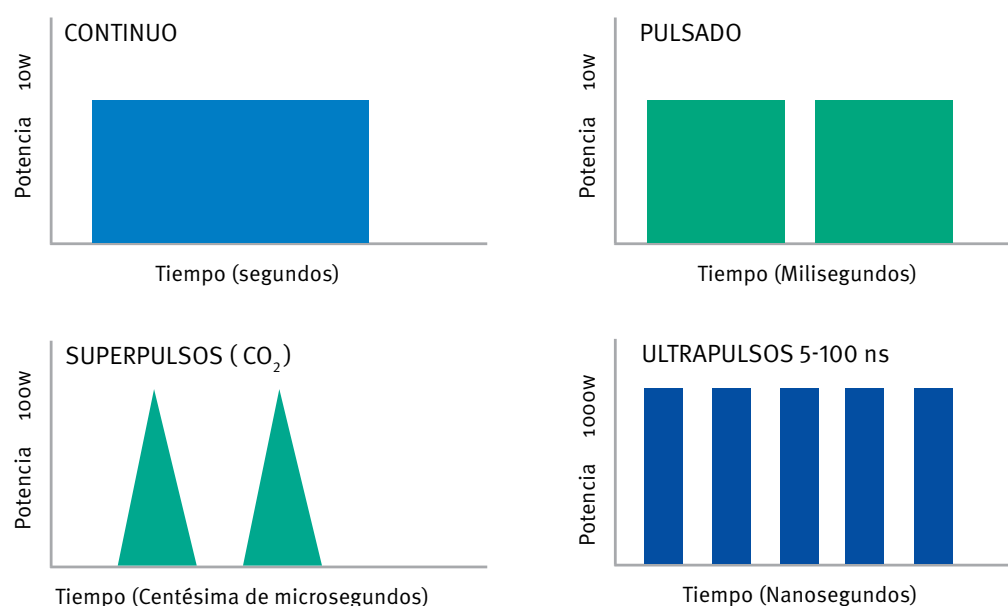 CONTINUO
Potencia 10W
Tiempo (segundos)
PULSADO
Potencia 10W
Tiempo (Milisegundos)
SUPERPULSOS ( CO₂)
Potencia 100W
Tiempo (Centésima de microsegundos)
ULTRAPULSOS 5-100 ns
Potencia 1000W
Tiempo (Nanosegundos)